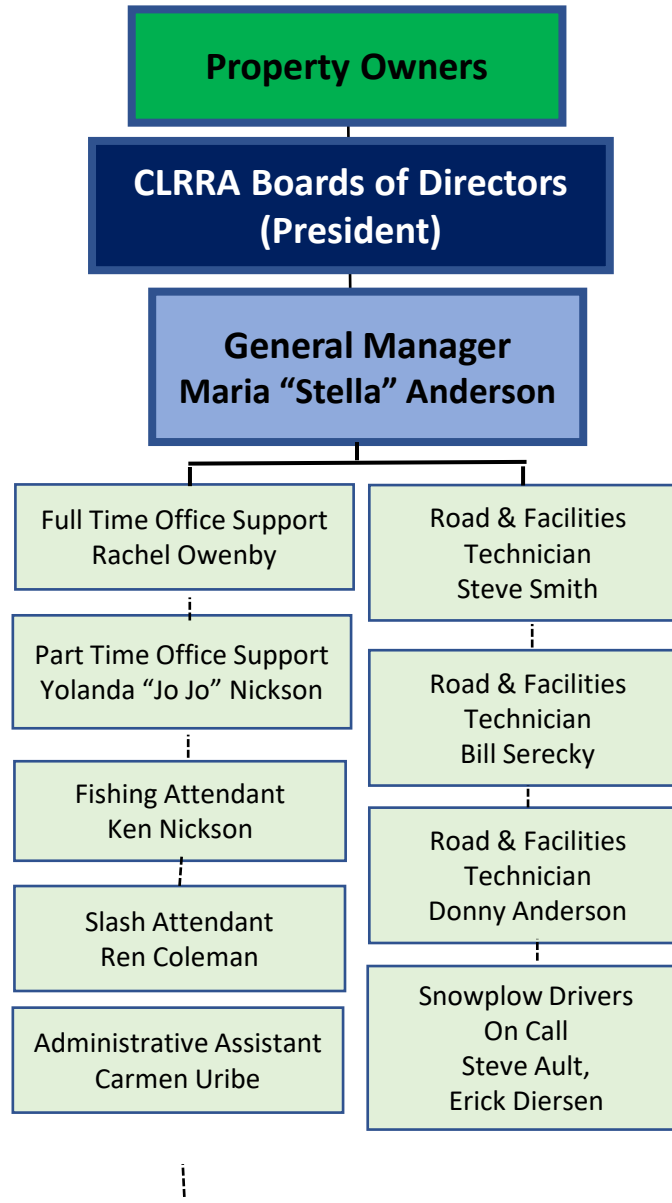 Property Owners
CLRRA Boards of Directors
(President)
General Manager
Maria “Stella” Anderson
Full Time Office Support
Rachel Owenby
Part Time Office Support
Yolanda “Jo Jo” Nickson
Fishing Attendant
Ken Nickson
Slash Attendant
Ren Coleman
Administrative Assistant
Carmen Uribe
Road & Facilities
Technician
Steve Smith
Road & Facilities
Technician
Bill Serecky
Road & Facilities
Technician
Donny Anderson
Snowplow Drivers
On Call
Steve Ault,
Erick Diersen